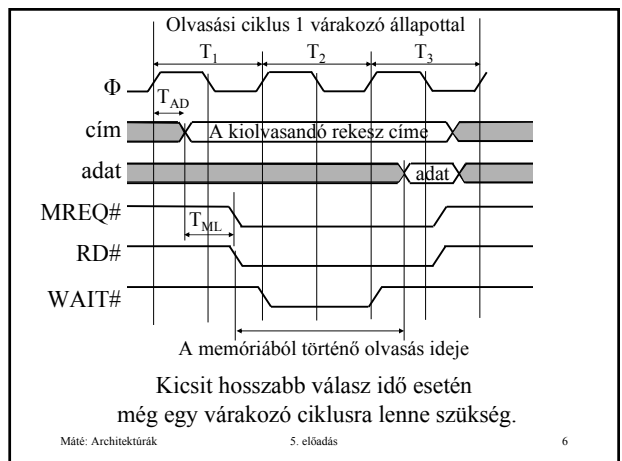 Olvasási ciklus 1 várakozó állapottal
T1 T2 T3
Φ
TAD
cím A kiolvasandó rekesz címe
adat adat
MREQ#
TML
RD#
WAIT#
A memóriából történő olvasás ideje
Kicsit hosszabb válasz idő esetén
még egy várakozó ciklusra lenne szükség.
Máté: Architektúrák 5. előadás 6